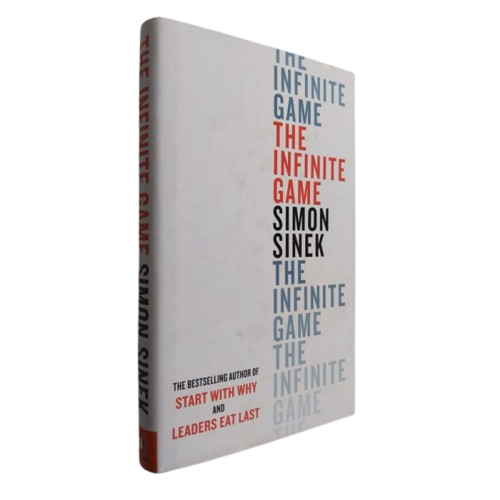 THE INFINITE GAME SIMON SINEK
THE
INFINITE
GAME
THE
INFINITE
GAME
SIMON
SINEK
THE
INFINITE
GAME
THE
INFINITE
GAME
THE
THE BESTSELLING AUTHOR OF
START WITH WHY
AND
LEADERS EAT LAST